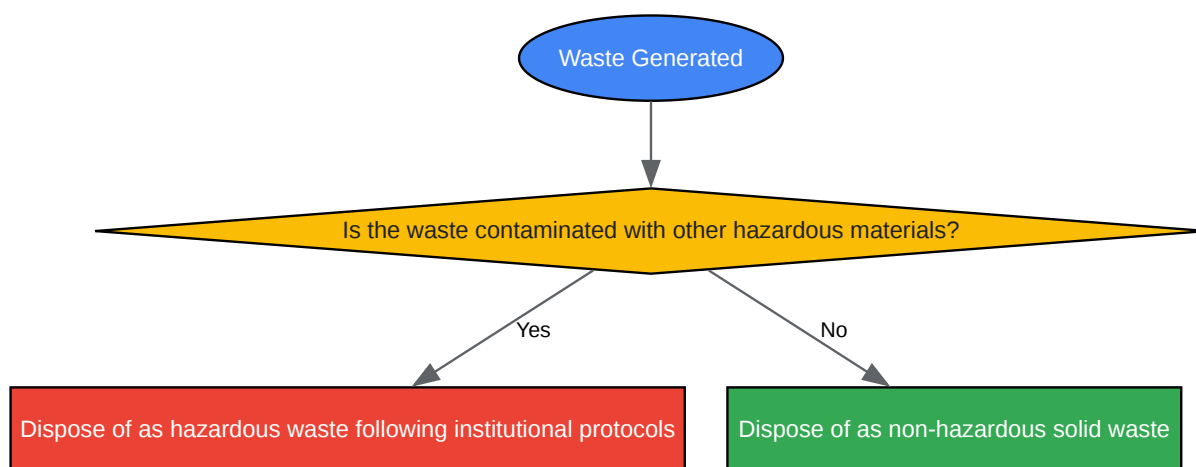 Waste Generated
Is the waste contaminated with other hazardous materials?
Yes
No
Dispose of as hazardous waste following institutional protocols
Dispose of as non-hazardous solid waste